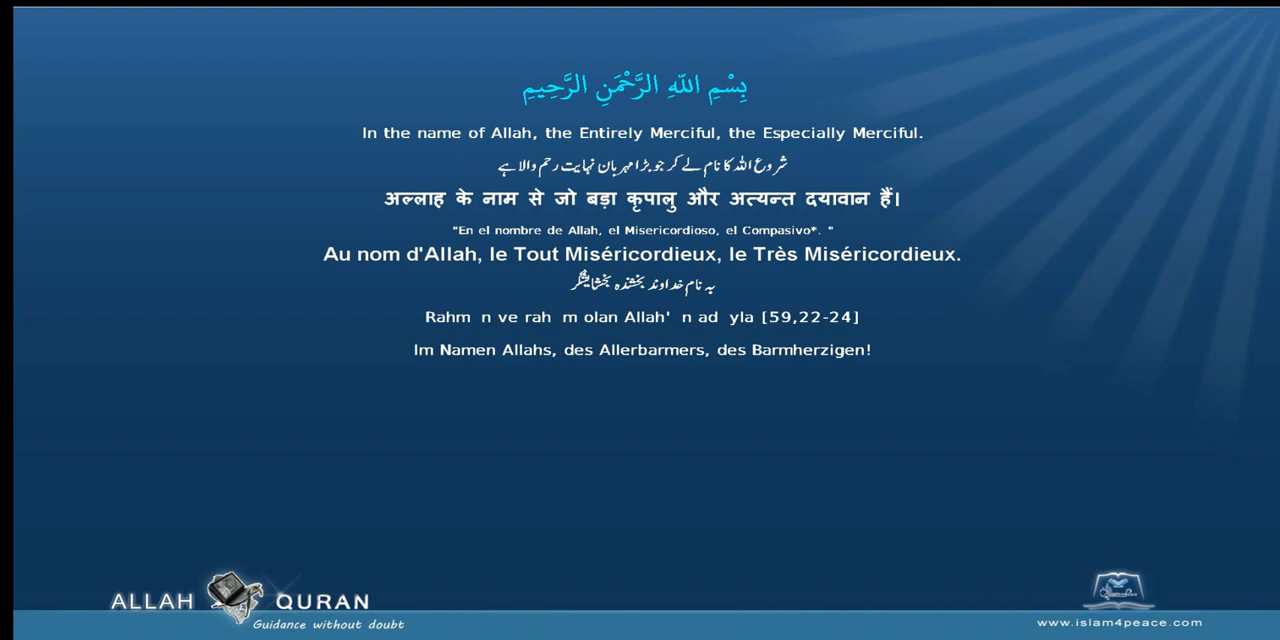 بِسْمِ اللّهِ الرَّحْمَنِ الرَّحِيمِ
In the name of Allah, the Entirely Merciful, the Especially Merciful.
شروع الله کا نام لے کر جو بڑا مہربان نہایت رحم والا ہے
अल्लाह के नाम से जो बड़ा कृपालु और अत्यन्त दयावान हैं।
"En el nombre de Allah, el Misericordioso, el Compasivo*. "
Au nom d'Allah, le Tout Miséricordieux, le Très Miséricordieux.
به نام خداوند بخشنده بخشایشگر
Rahm n ve rah m olan Allah' n ad yla [59,22-24]
Im Namen Allahs, des Allerbarmers, des Barmherzigen!
ALLAH QURAN
Guidance without doubt
www.islam4peace.com